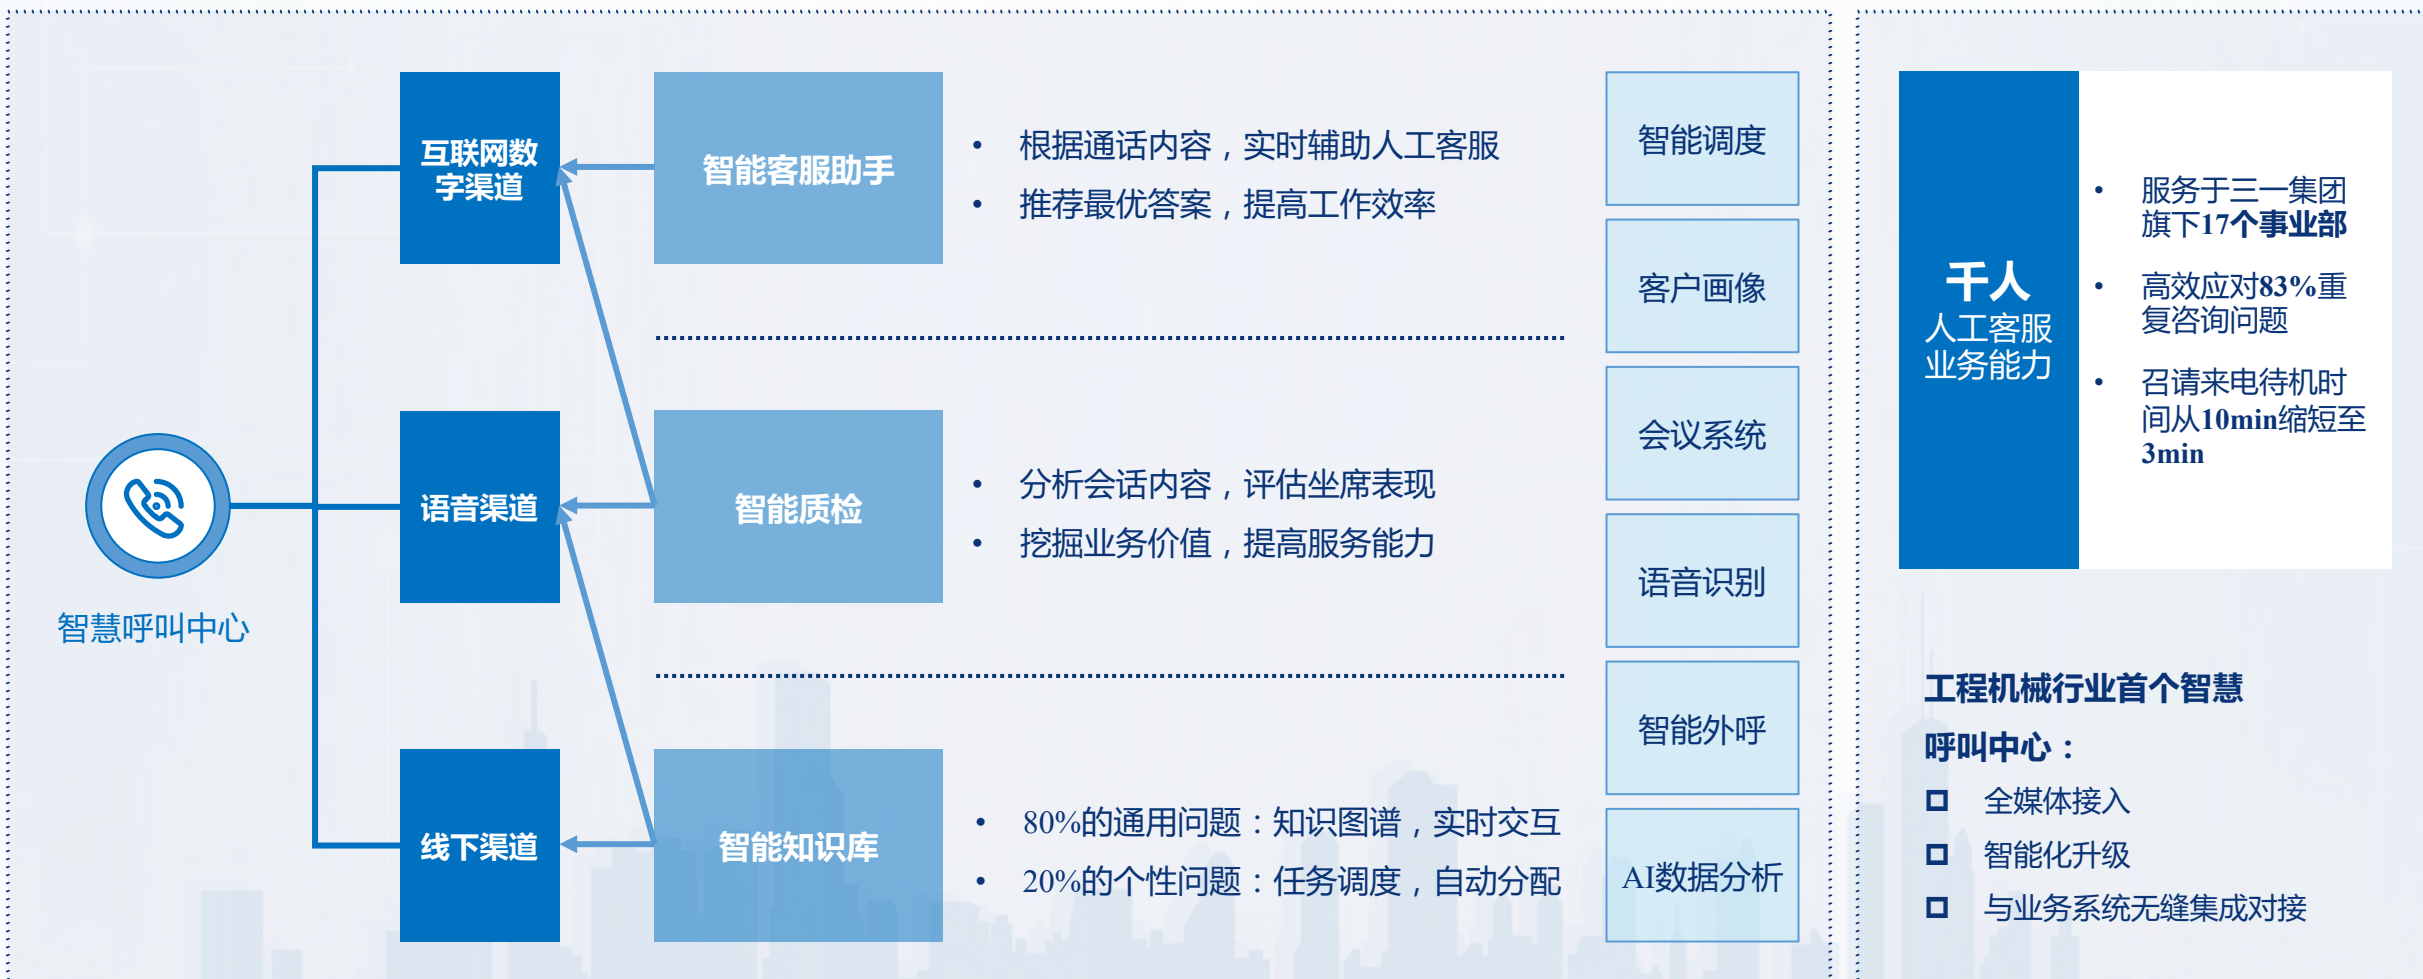 智慧呼叫中心
互联网数
字渠道
语音渠道
线下渠道
智能客服助手
• 根据通话内容，实时辅助人工客服
• 推荐最优答案，提高工作效率
智能质检
• 分析会话内容，评估坐席表现
• 挖掘业务价值，提高服务能力
智能知识库
• 80%的通用问题：知识图谱，实时交互
• 20%的个性问题：任务调度，自动分配
智能调度
客户画像
会议系统
语音识别
智能外呼
AI数据分析
千人
人工客服
业务能力
• 服务于三一集团
旗下17个事业部
• 高效应对83%重
复咨询问题
• 召请来电待机时
间从10min缩短至
3min
工程机械行业首个智慧
呼叫中心：
全媒体接入
智能化升级
与业务系统无缝集成对接